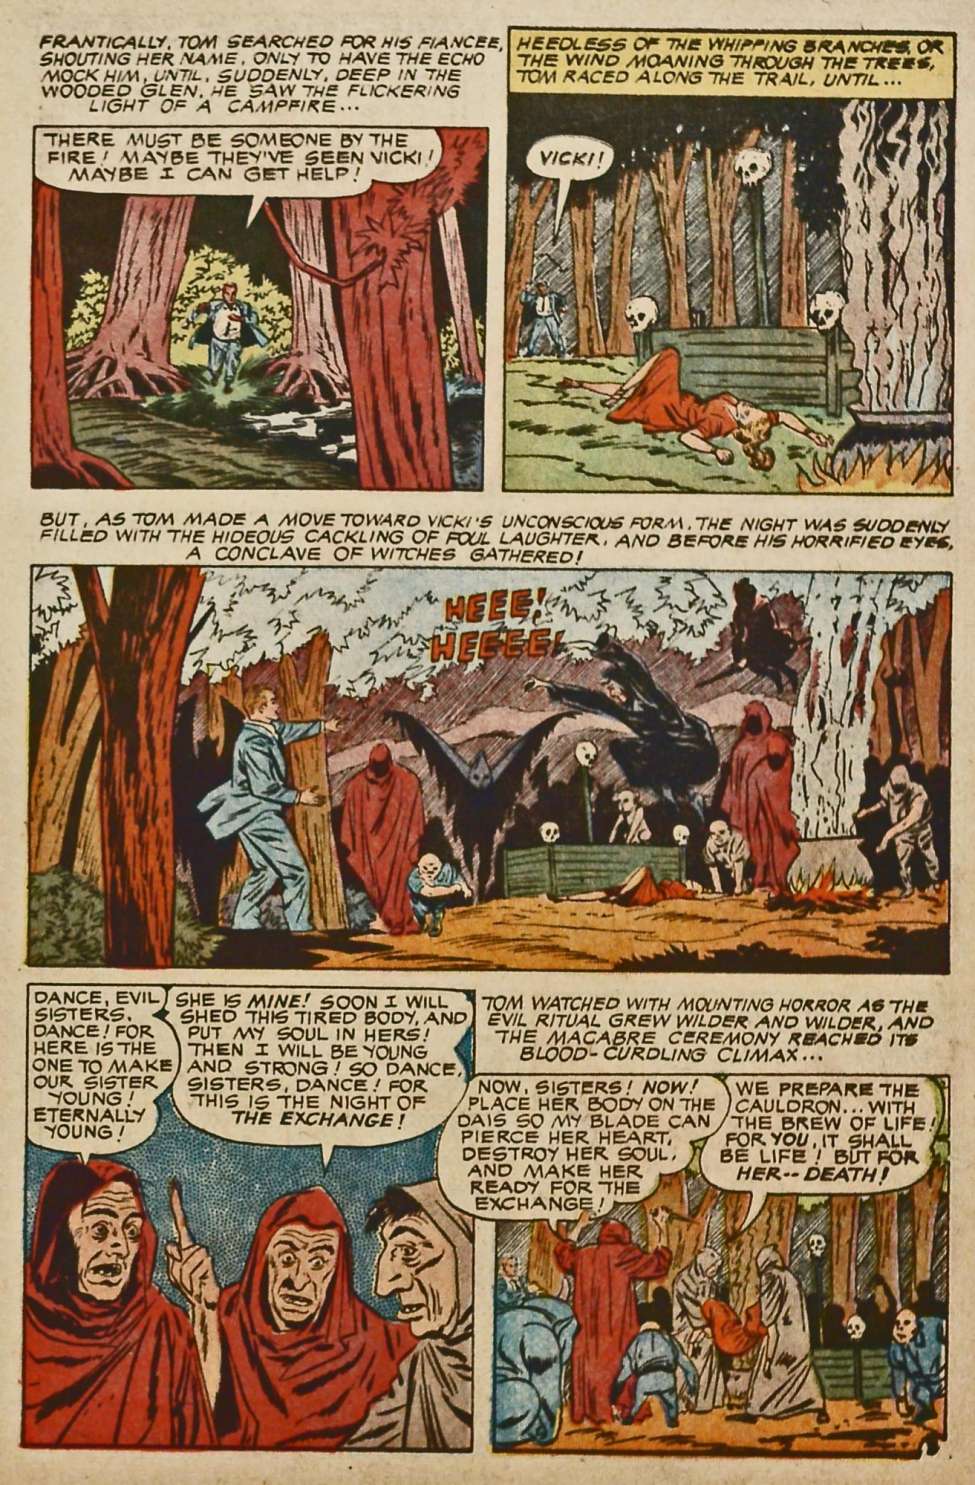 FRANTICALLY, TOM SEARCHED FOR HIS FIANCEE,
SHOUTING HER NAME, ONLY TO HAVE THE ECHO
MOCK HIM, UNTIL, SUDDENLY, DEEP IN THE
WOODED GLEN, HE SAW THE FLICKERING
LIGHT OF A CAMPFIRE...
THERE MUST BE SOMEONE BY THE
FIRE! MAYBE THEY'VE SEEN VICKI!
MAYBE I CAN GET HELP!
HEEDLESS OF THE WHIPPING BRANCHES, OR
THE WIND MOANING THROUGH THE TREES,
TOM RACED ALONG THE TRAIL, UNTIL...
VICKI!
BUT, AS TOM MADE A MOVE TOWARD VICKI'S UNCONSCIOUS FORM, THE NIGHT WAS SUDDENLY
FILLED WITH THE HIDEOUS CACKLING OF FOUL LAUGHTER, AND BEFORE HIS HORRIFIED EYES,
A CONCLAVE OF WITCHES GATHERED!
HEEE!
HEEEE!
DANCE, EVIL
SISTERS,
DANCE! FOR
HERE IS THE
ONE TO MAKE
OUR SISTER
YOUNG!
ETERNALLY
YOUNG!
SHE IS MINE! SOON I WILL
SHED THIS TIRED BODY, AND
PUT MY SOUL IN HERS!
THEN I WILL BE YOUNG
AND STRONG! SO DANCE,
SISTERS, DANCE! FOR
THIS IS THE NIGHT OF
THE EXCHANGE!
TOM WATCHED WITH MOUNTING HORROR AS THE
EVIL RITUAL GREW WILDER AND WILDER, AND
THE MACABRE CEREMONY REACHED ITS
BLOOD-CURDLING CLIMAX...
NOW, SISTERS! NOW!
PLACE HER BODY ON THE
DAIS SO MY BLADE CAN
PIERCE HER HEART,
DESTROY HER SOUL,
AND MAKE HER
READY FOR THE
EXCHANGE!
WE PREPARE THE
CAULDRON... WITH
THE BREW OF LIFE!
FOR YOU, IT SHALL
BE LIFE! BUT FOR
HER--DEATH!